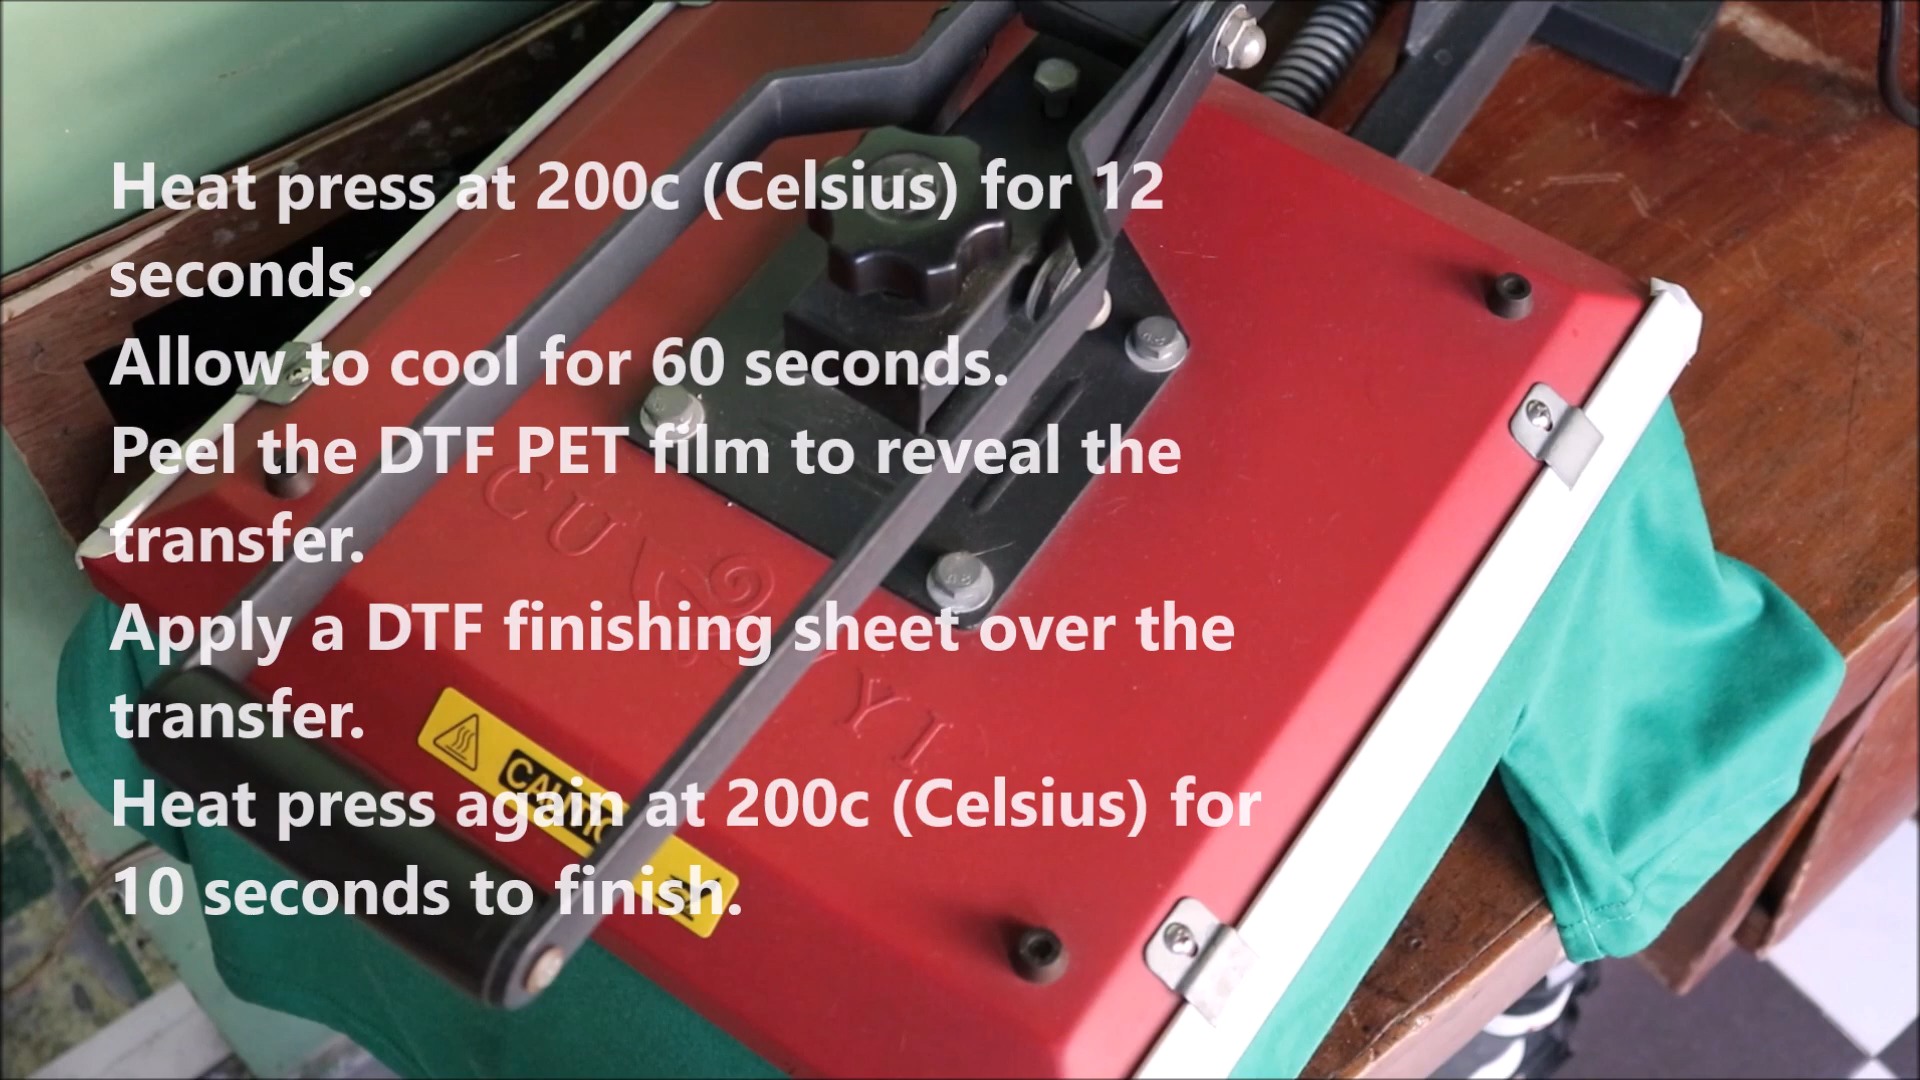 Heat press at 200c (Celsius) for 12
seconds.
Allow to cool for 60 seconds.
Peel the DTF PET film to reveal the
transfer.
Apply a DTF finishing sheet over the
transfer.
Heat press again at 200c (Celsius) for
10 seconds to finish.
CU YI